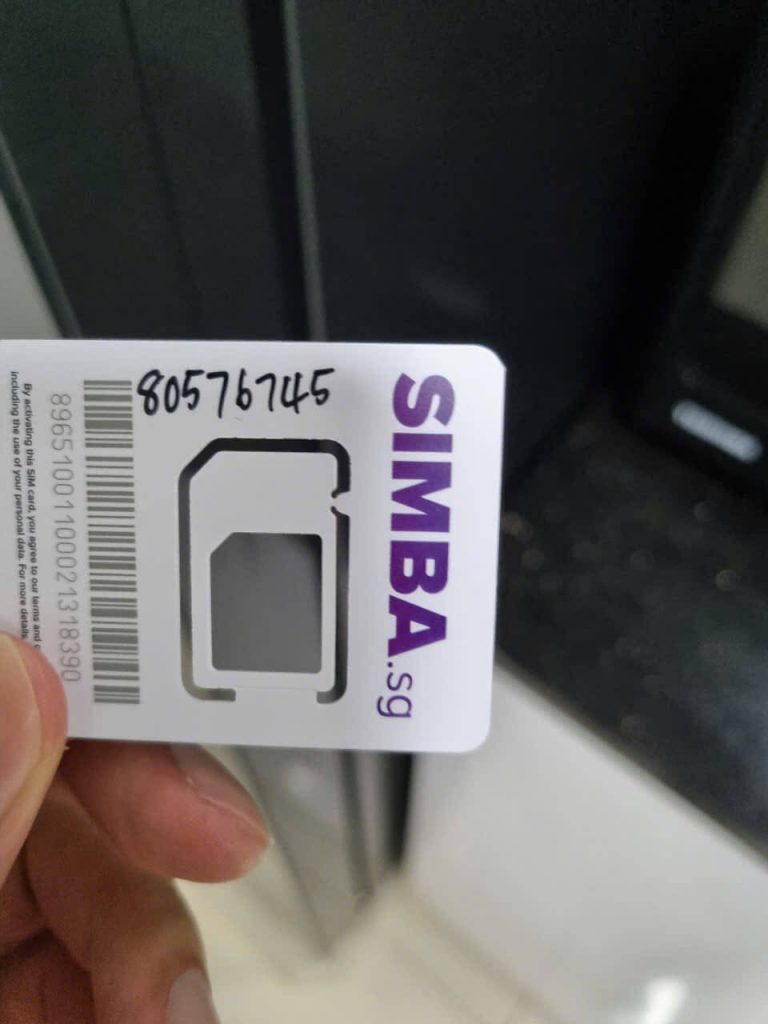 SIMBA.sg
80576745
89651001100021318390
By activating this SIM card, you agree to our terms and
including the use of your personal data. For more details